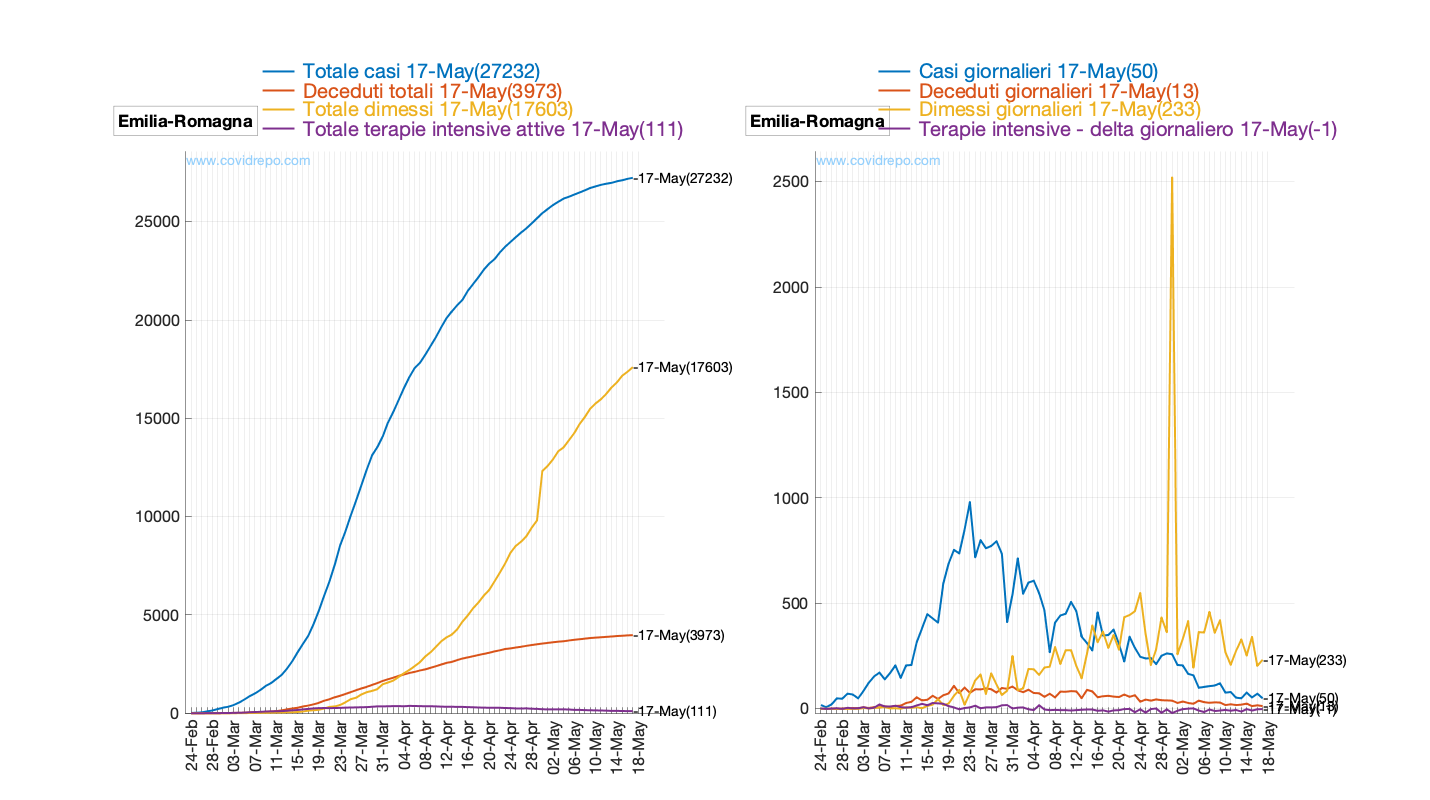 Totale casi 17-May(27232)
Deceduti totali 17-May(3973)
Totale dimessi 17-May(17603)
Totale terapie intensive attive 17-May(111)
Emilia-Romagna
www.covidrepo.com
25000
20000
15000
10000
5000
0
-17-May(27232)
-17-May(17603)
-17-May(3973)
-17-May(111)
24-Feb
28-Feb
03-Mar
07-Mar
11-Mar
15-Mar
19-Mar
23-Mar
27-Mar
31-Mar
04-Apr
08-Apr
12-Apr
16-Apr
20-Apr
24-Apr
28-Apr
02-May
06-May
10-May
14-May
18-May
Casi giornalieri 17-May(50)
Deceduti giornalieri 17-May(13)
Dimessi giornalieri 17-May(233)
Terapie intensive - delta giornaliero 17-May(-1)
Emilia-Romagna
www.covidrepo.com
2500
2000
1500
1000
500
0
-17-May(233)
-17-May(50)
-17-May(13)
-17-May(-1)
24-Feb
28-Feb
03-Mar
07-Mar
11-Mar
15-Mar
19-Mar
23-Mar
27-Mar
31-Mar
04-Apr
08-Apr
12-Apr
16-Apr
20-Apr
24-Apr
28-Apr
02-May
06-May
10-May
14-May
18-May